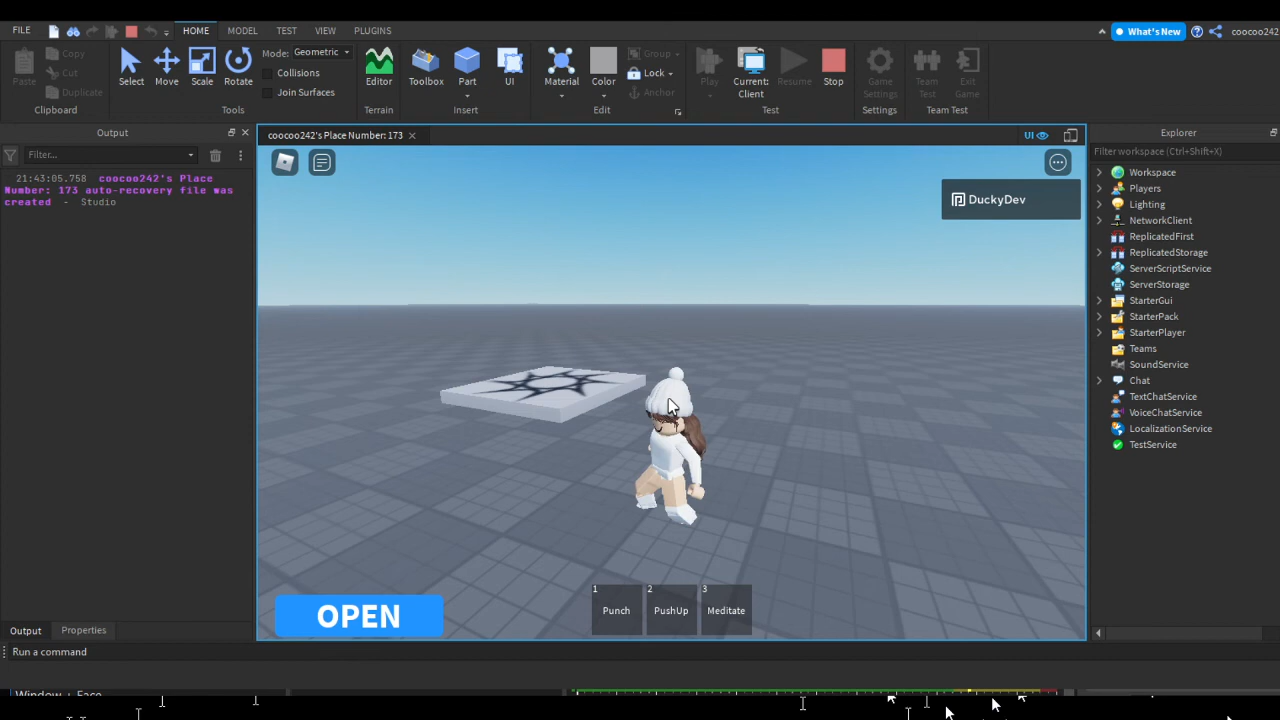 FILE HOME MODEL TEST VIEW PLUGINS What's New coocoo242
Paste Copy Cut Duplicate Select Move Scale Rotate Mode: Geometric Collisions Join Surfaces Editor Toolbox Part UI Material Color Group Lock Anchor Play Current: Client Resume Stop Game Settings Team Test Exit Game
Clipboard Tools Terrain Insert Edit Test Settings Team Test
Output
Filter...
21:43:05.758 coocoo242's Place
Number: 173 auto-recovery file was
created - Studio
coocoo242's Place Number: 173
UI
DuckyDev
OPEN
1 Punch
2 PushUp
3 Meditate
Explorer
Filter workspace (Ctrl+Shift+X)
Workspace
Players
Lighting
NetworkClient
ReplicatedFirst
ReplicatedStorage
ServerScriptService
ServerStorage
StarterGui
StarterPack
StarterPlayer
Teams
SoundService
Chat
TextChatService
VoiceChatService
LocalizationService
TestService
Output Properties
Run a command
Window + Face